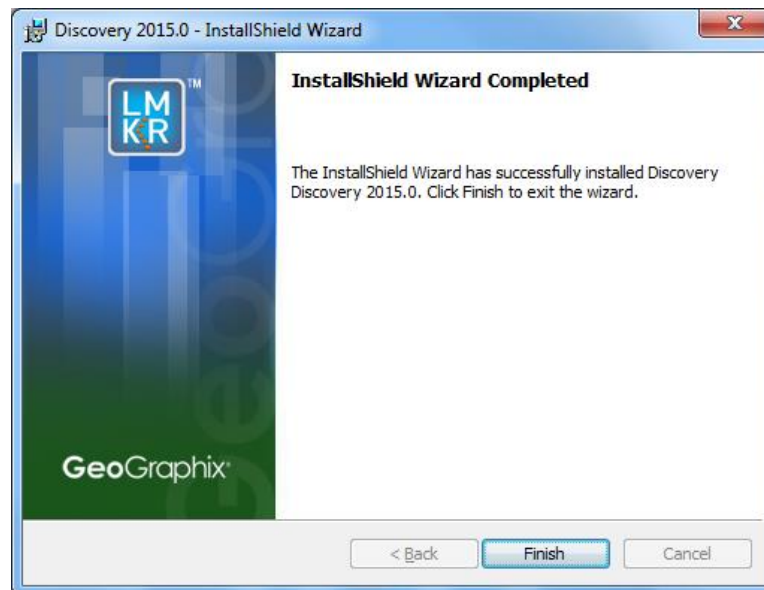 Discovery 2015.0 - InstallShield Wizard
LM
KR
TM
InstallShield Wizard Completed
The InstallShield Wizard has successfully installed Discovery
Discovery 2015.0. Click Finish to exit the wizard.
GeoGraphix
GeoGraphix
< Back
Finish
Cancel